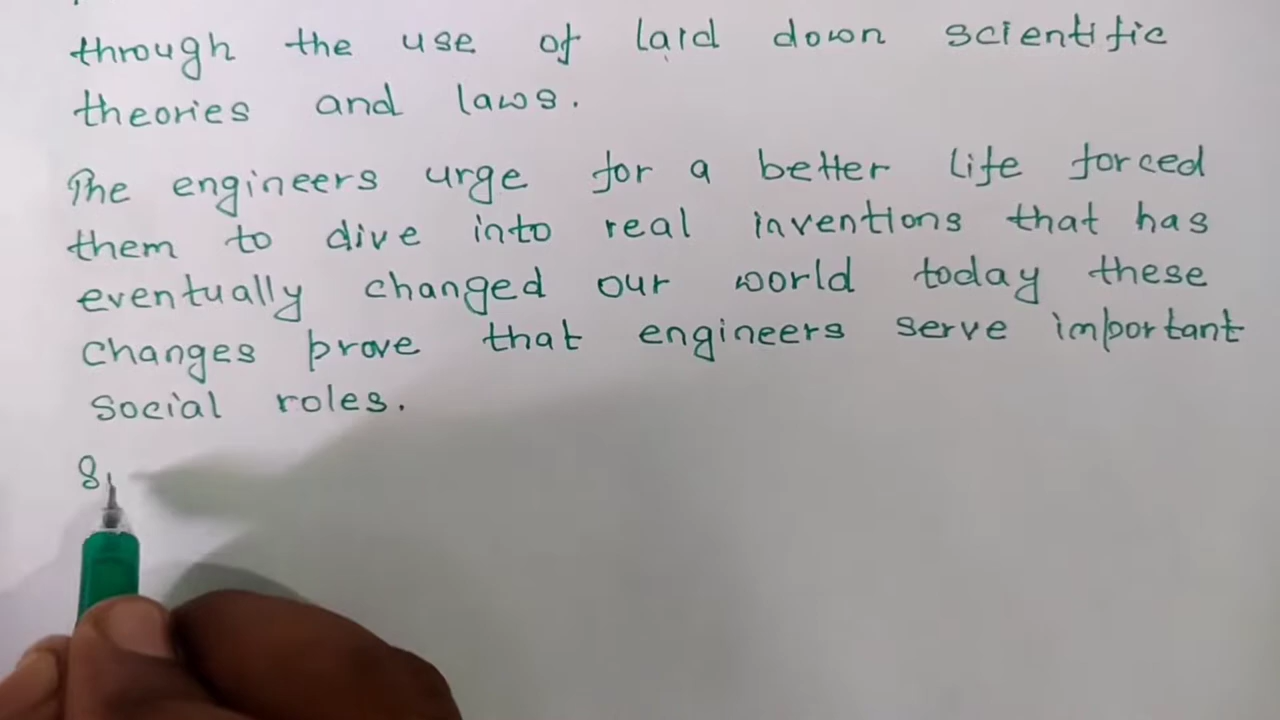 through the use of laid down scientific
theories and laws.
The engineers urge for a better life forced
them to dive into real inventions that has
eventually changed our world today these
changes prove that engineers serve important
social roles.